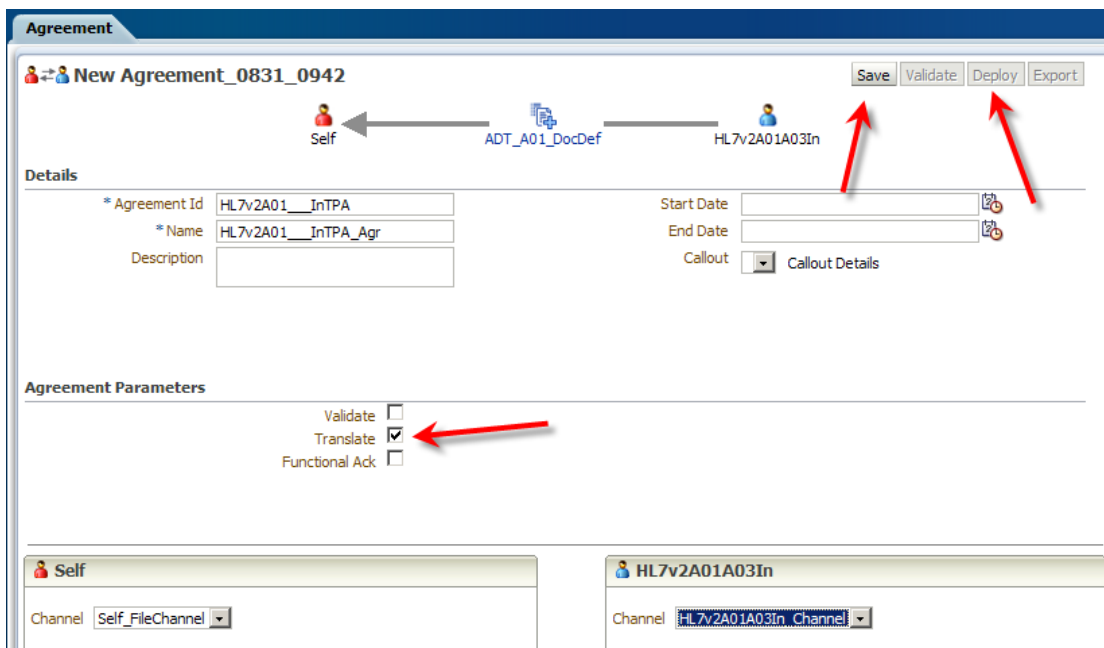 Agreement
New Agreement_0831_0942 Save Validate Deploy Export
Self ADT_A01_DocDef HL7v2A01A03In
Details
* Agreement Id HL7v2A01___InTPA Start Date
* Name HL7v2A01___InTPA_Agr End Date
Description Callout Callout Details
Agreement Parameters
Validate
Translate
Functional Ack
Self HL7v2A01A03In
Channel Self_FileChannel Channel HL7v2A01A03In_Channel